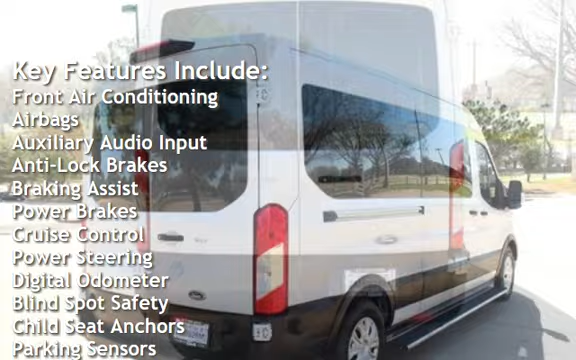 Key Features Include:
Front Air Conditioning
Airbags
Auxiliary Audio Input
Anti-Lock Brakes
Braking Assist
Power Brakes
Cruise Control
Power Steering
Digital Odometer
Blind Spot Safety
Child Seat Anchors
Parking Sensors